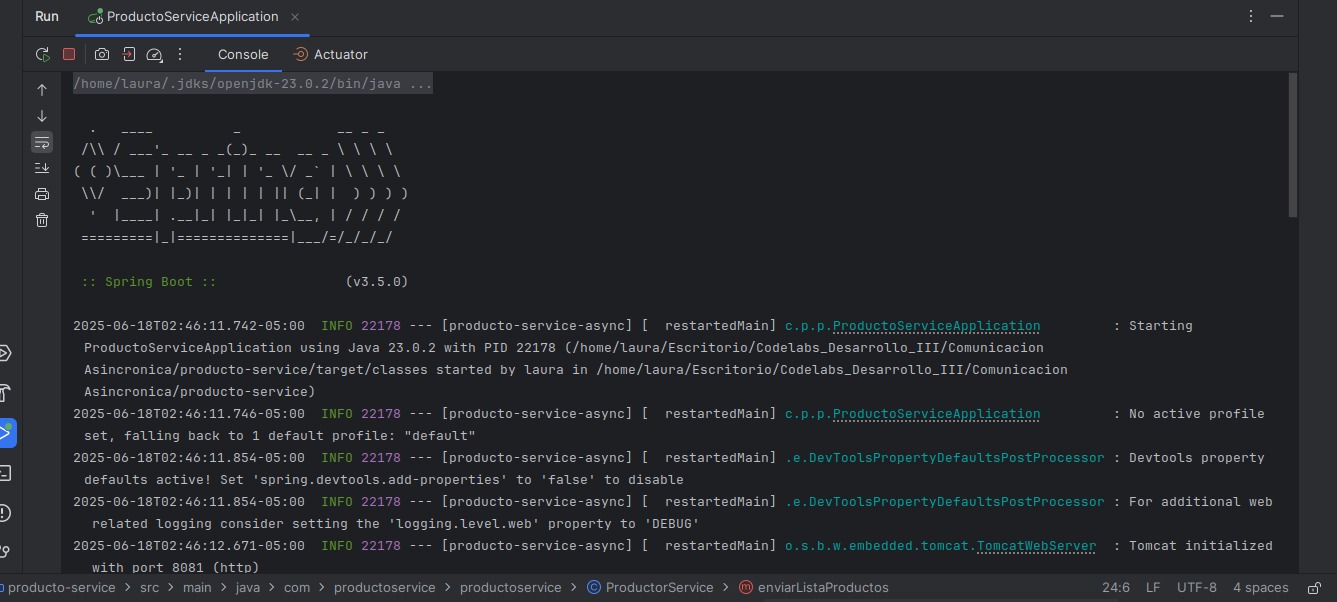 Run ProductoServiceApplication
Console Actuator
/home/laura/.jdks/openjdk-23.0.2/bin/java ...
  .   ____          _            __ _ _
 /\\ / ___'_ __ _ _(_)_ __  __ _ \ \ \ \
( ( )\___ | '_ | '_| | '_ \/ _` | \ \ \ \
 \\/  ___)| |_)| | | | | || (_| |  ) ) ) )
  '  |____| .__|_| |_|_| |_\__, | / / / /
 =========|_|==============|___/=/_/_/_/
 :: Spring Boot ::                (v3.5.0)
2025-06-18T02:46:11.742-05:00  INFO 22178 --- [producto-service-async] [  restartedMain] c.p.p.ProductoServiceApplication         : Starting
ProductoServiceApplication using Java 23.0.2 with PID 22178 (/home/laura/Escritorio/Codelabs_Desarrollo_III/Comunicacion
Asincronica/producto-service/target/classes started by laura in /home/laura/Escritorio/Codelabs_Desarrollo_III/Comunicacion
Asincronica/producto-service)
2025-06-18T02:46:11.746-05:00  INFO 22178 --- [producto-service-async] [  restartedMain] c.p.p.ProductoServiceApplication         : No active profile
set, falling back to 1 default profile: "default"
2025-06-18T02:46:11.854-05:00  INFO 22178 --- [producto-service-async] [  restartedMain] .e.DevToolsPropertyDefaultsPostProcessor : Devtools property
defaults active! Set 'spring.devtools.add-properties' to 'false' to disable
2025-06-18T02:46:11.854-05:00  INFO 22178 --- [producto-service-async] [  restartedMain] .e.DevToolsPropertyDefaultsPostProcessor : For additional web
related logging consider setting the 'logging.level.web' property to 'DEBUG'
2025-06-18T02:46:12.671-05:00  INFO 22178 --- [producto-service-async] [  restartedMain] o.s.b.w.embedded.tomcat.TomcatWebServer  : Tomcat initialized
with port 8081 (http)
producto-service > src > main > java > com > productoservice > productoservice > ProductorService > enviarListaProductos 24:6 LF UTF-8 4 spaces